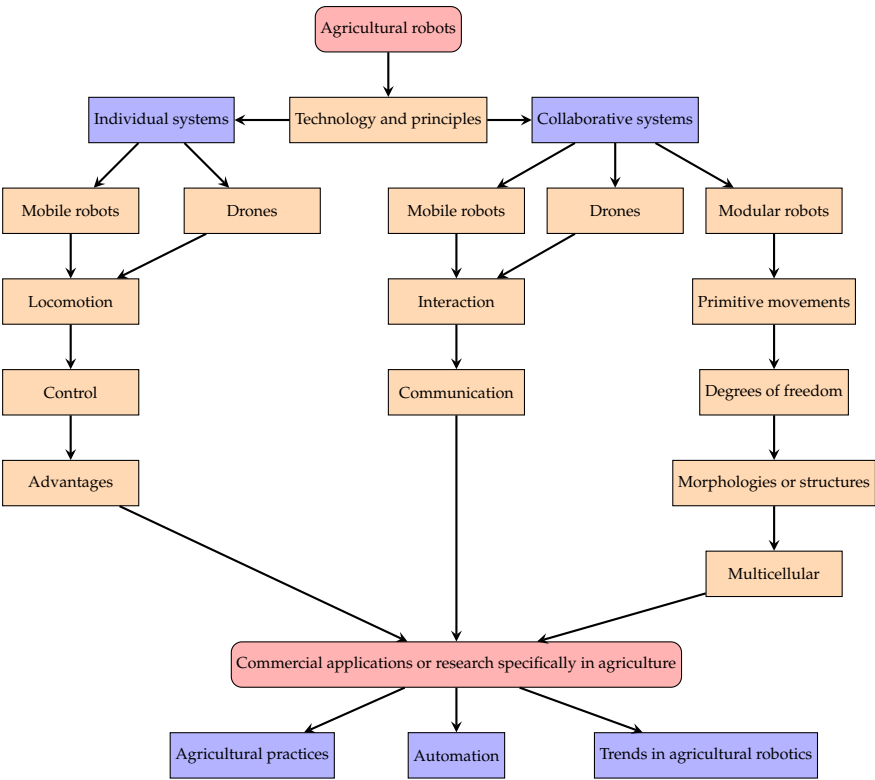 Agricultural robots
Individual systems
Technology and principles
Collaborative systems
Mobile robots
Drones
Mobile robots
Drones
Modular robots
Locomotion
Interaction
Primitive movements
Control
Communication
Degrees of freedom
Advantages
Morphologies or structures
Multicellular
Commercial applications or research specifically in agriculture
Agricultural practices
Automation
Trends in agricultural robotics